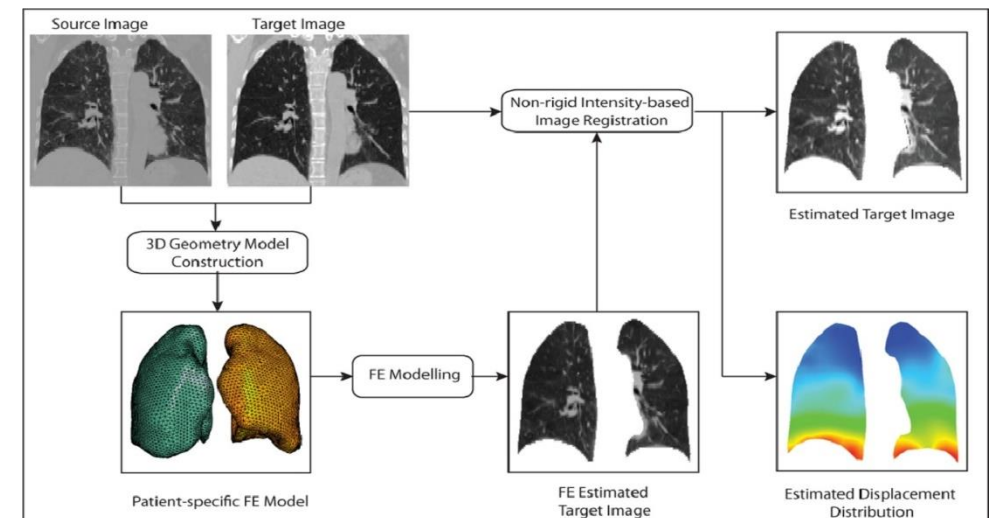 Source Image
Target Image
Non-rigid Intensity-based
Image Registration
Estimated Target Image
3D Geometry Model
Construction
FE Modelling
Patient-specific FE Model
FE Estimated
Target Image
Estimated Displacement
Distribution